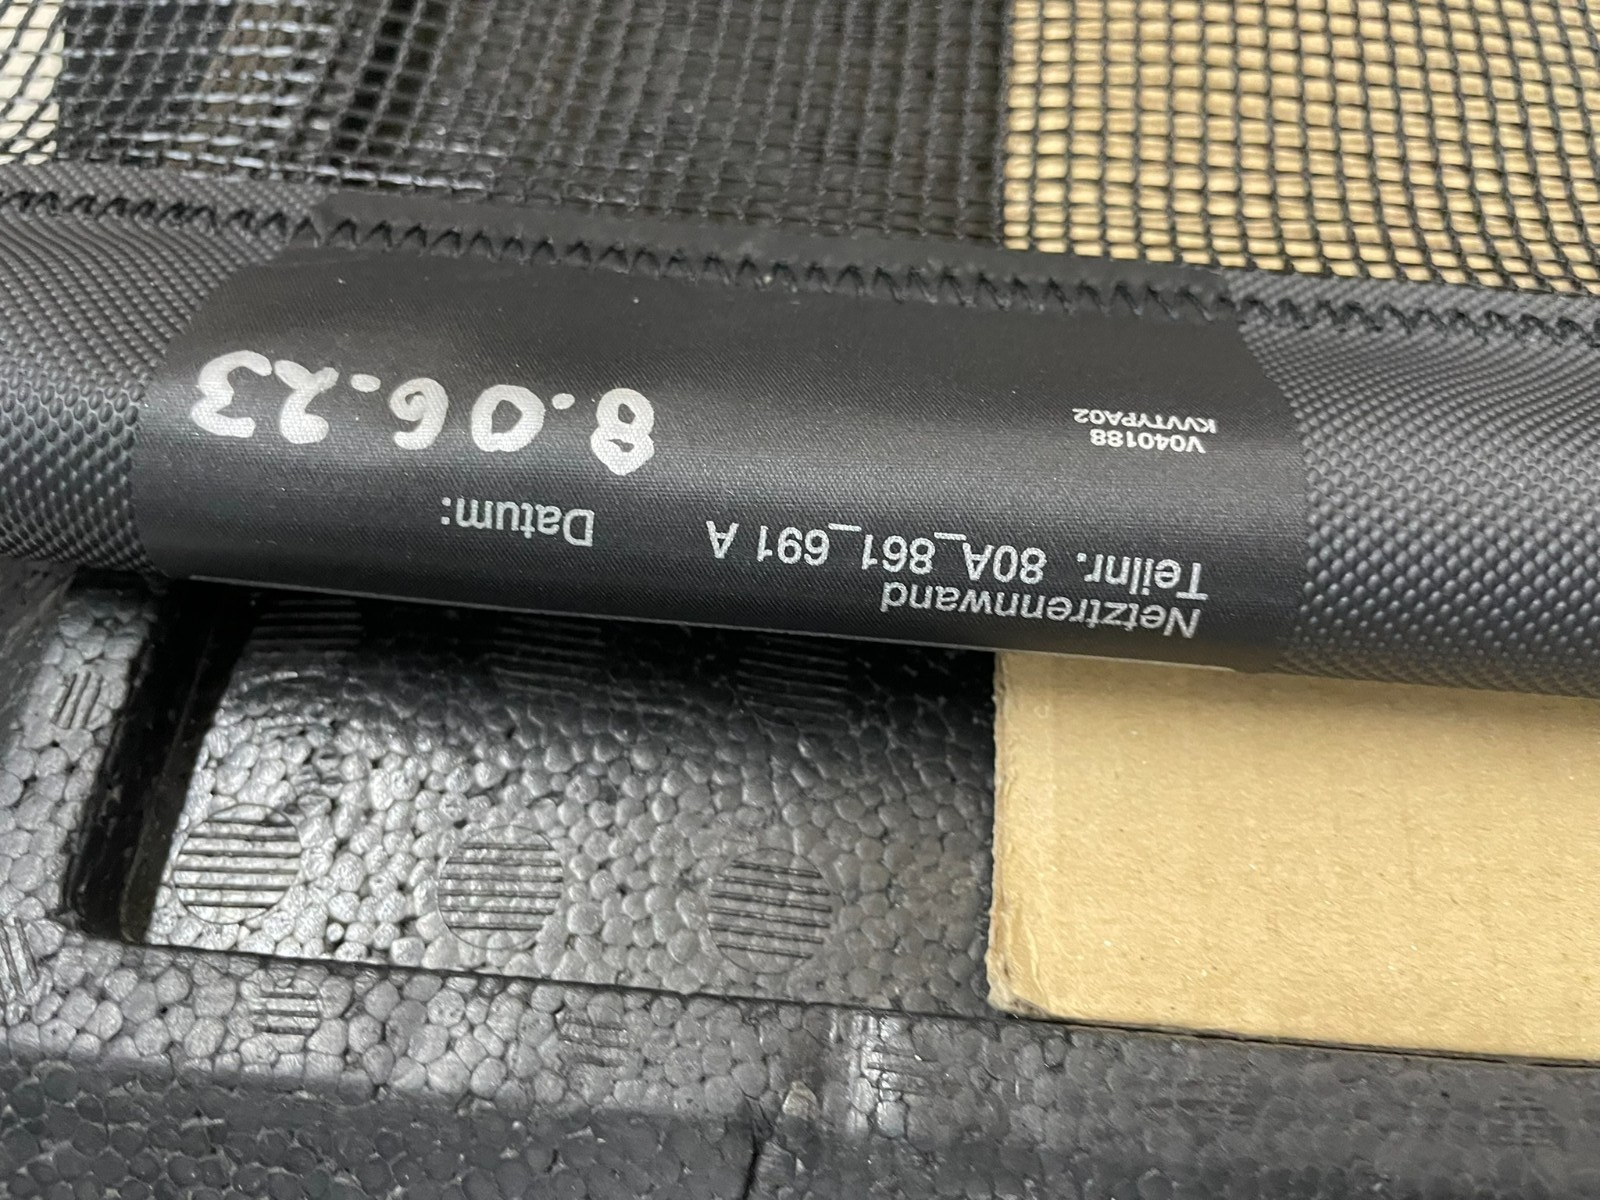 Netztrennwand
Teilnr. 80A_861_691 A
Datum:
8.06.23
V040188
KVVTYPA02